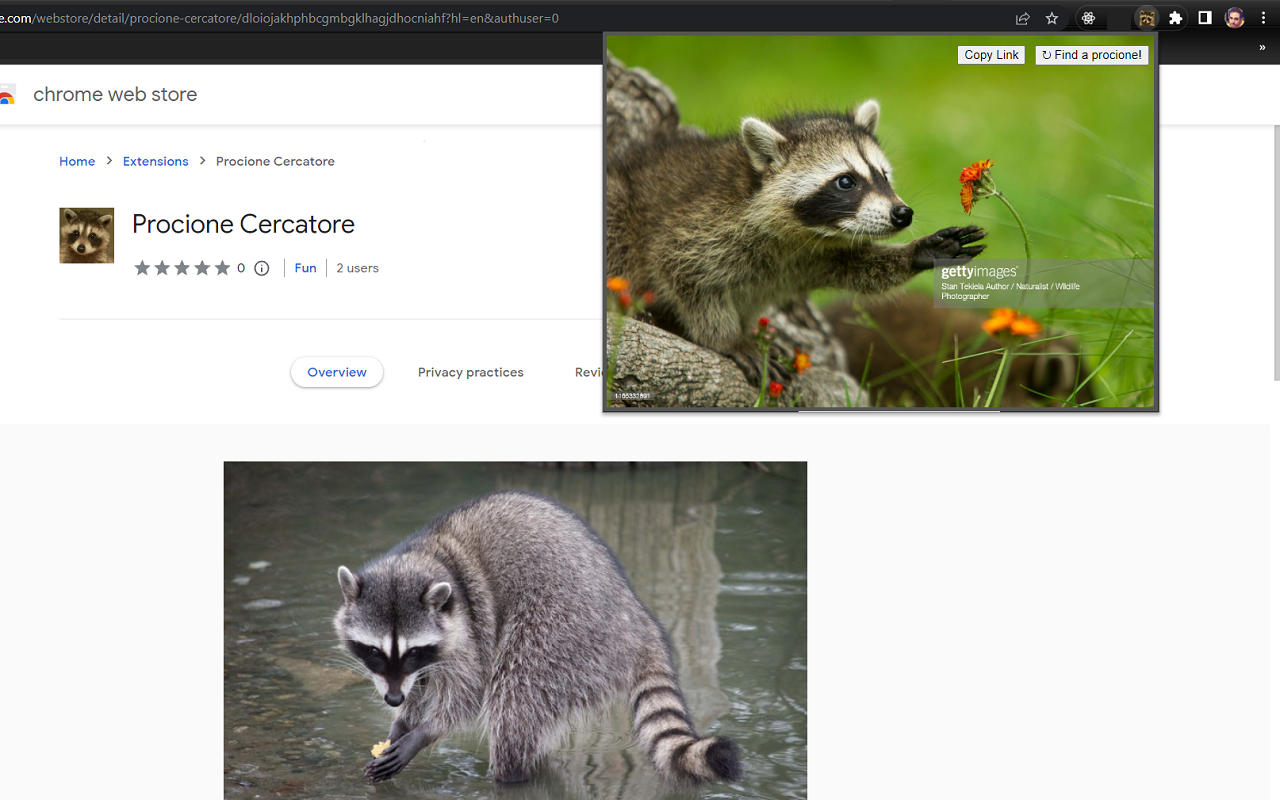 e.com/webstore/detail/procione-cercatore/dloiojakhphbcgmbgklhagjdhocniahf?hl=en&authuser=0
»
Copy Link
↻ Find a procione!
chrome web store
Home > Extensions > Procione Cercatore
Procione Cercatore
0
Fun
2 users
gettyimages®
Stan Tekiela Author / Naturalist / Wildlife
Photographer
Overview
Privacy practices
Revi